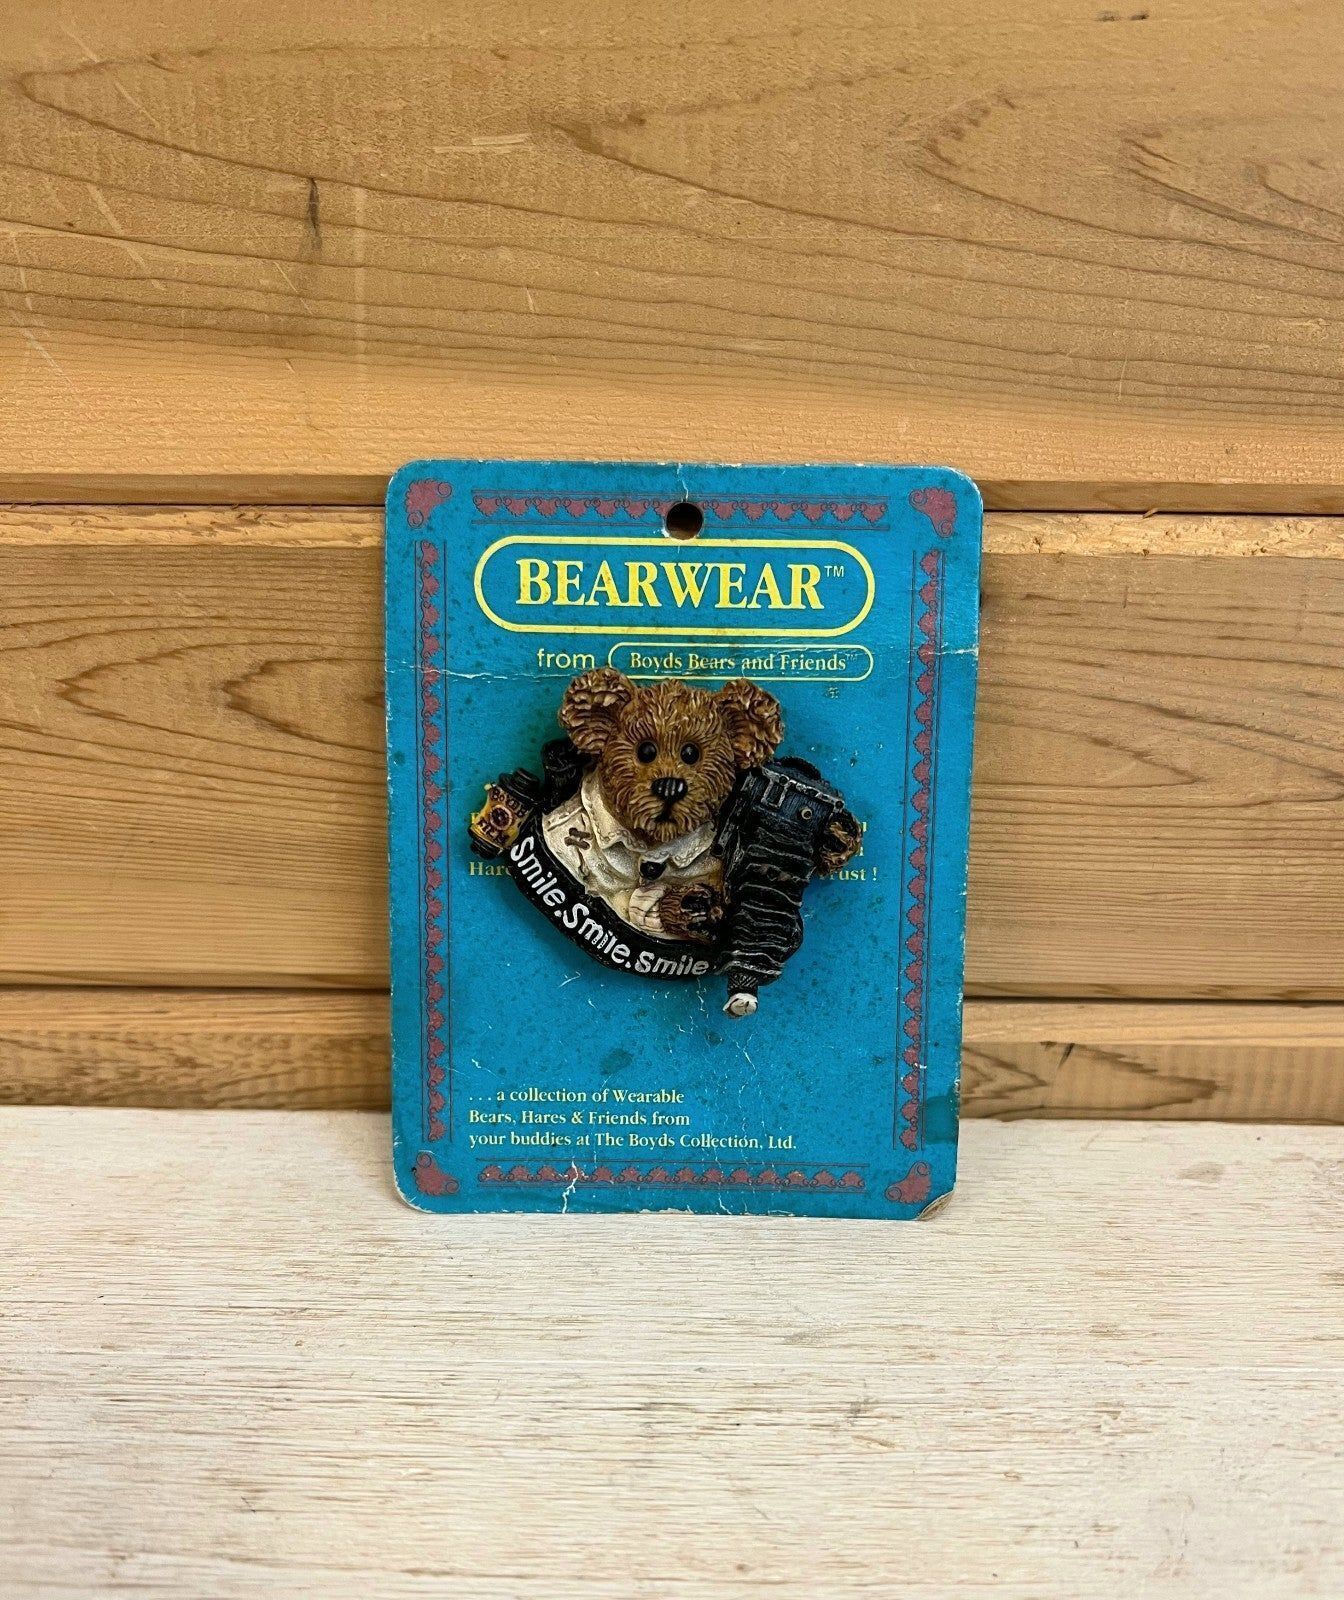 BEARWEAR™
from Boyds Bears and Friends™
Trust !
Smile.Smile.Smile
. . . a collection of Wearable
Bears, Hares & Friends from
your buddies at The Boyds Collection, Ltd.